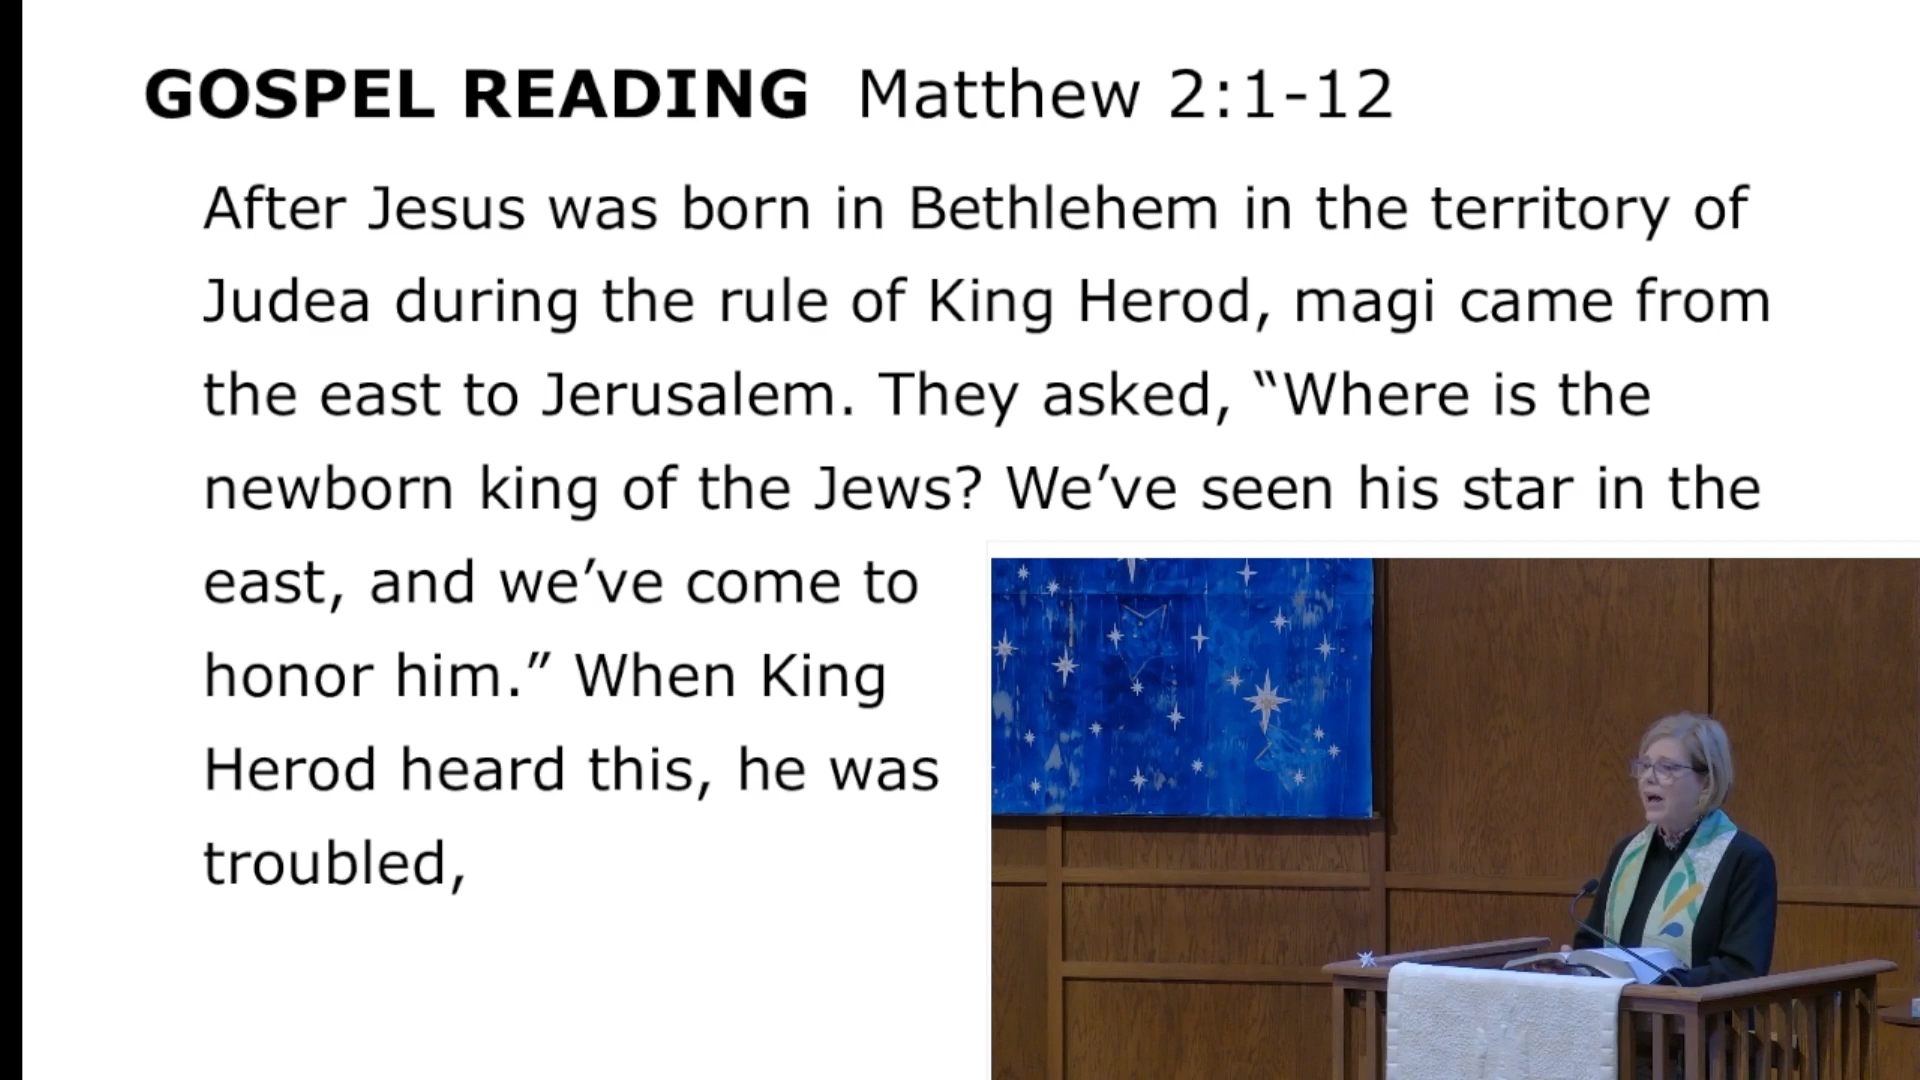 GOSPEL READING Matthew 2:1-12
After Jesus was born in Bethlehem in the territory of
Judea during the rule of King Herod, magi came from
the east to Jerusalem. They asked, “Where is the
newborn king of the Jews? We’ve seen his star in the
east, and we’ve come to
honor him.” When King
Herod heard this, he was
troubled,